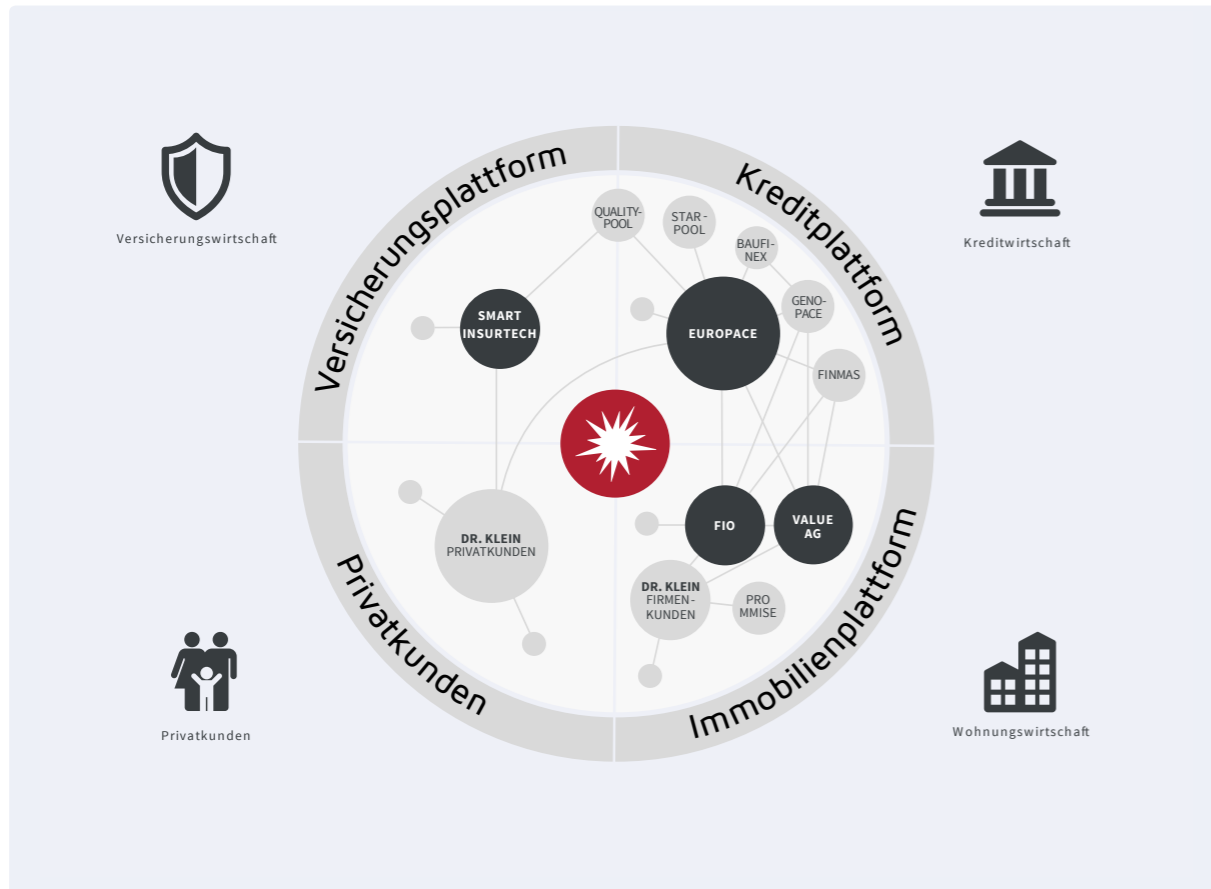 Versicherungsplattform
Kreditplattform
Versicherungswirtschaft
Kreditwirtschaft
QUALITY-
POOL
STAR-
POOL
BAUFI-
NEX
GENO-
PACE
SMART
INSURTECH
EUROPACE
FINMAS
DR. KLEIN
PRIVATKUNDEN
FIO
VALUE
AG
DR. KLEIN
FIRMEN-
KUNDEN
PRO
MMISE
Privatkunden
Immobilienplattform
Privatkunden
Wohnungswirtschaft